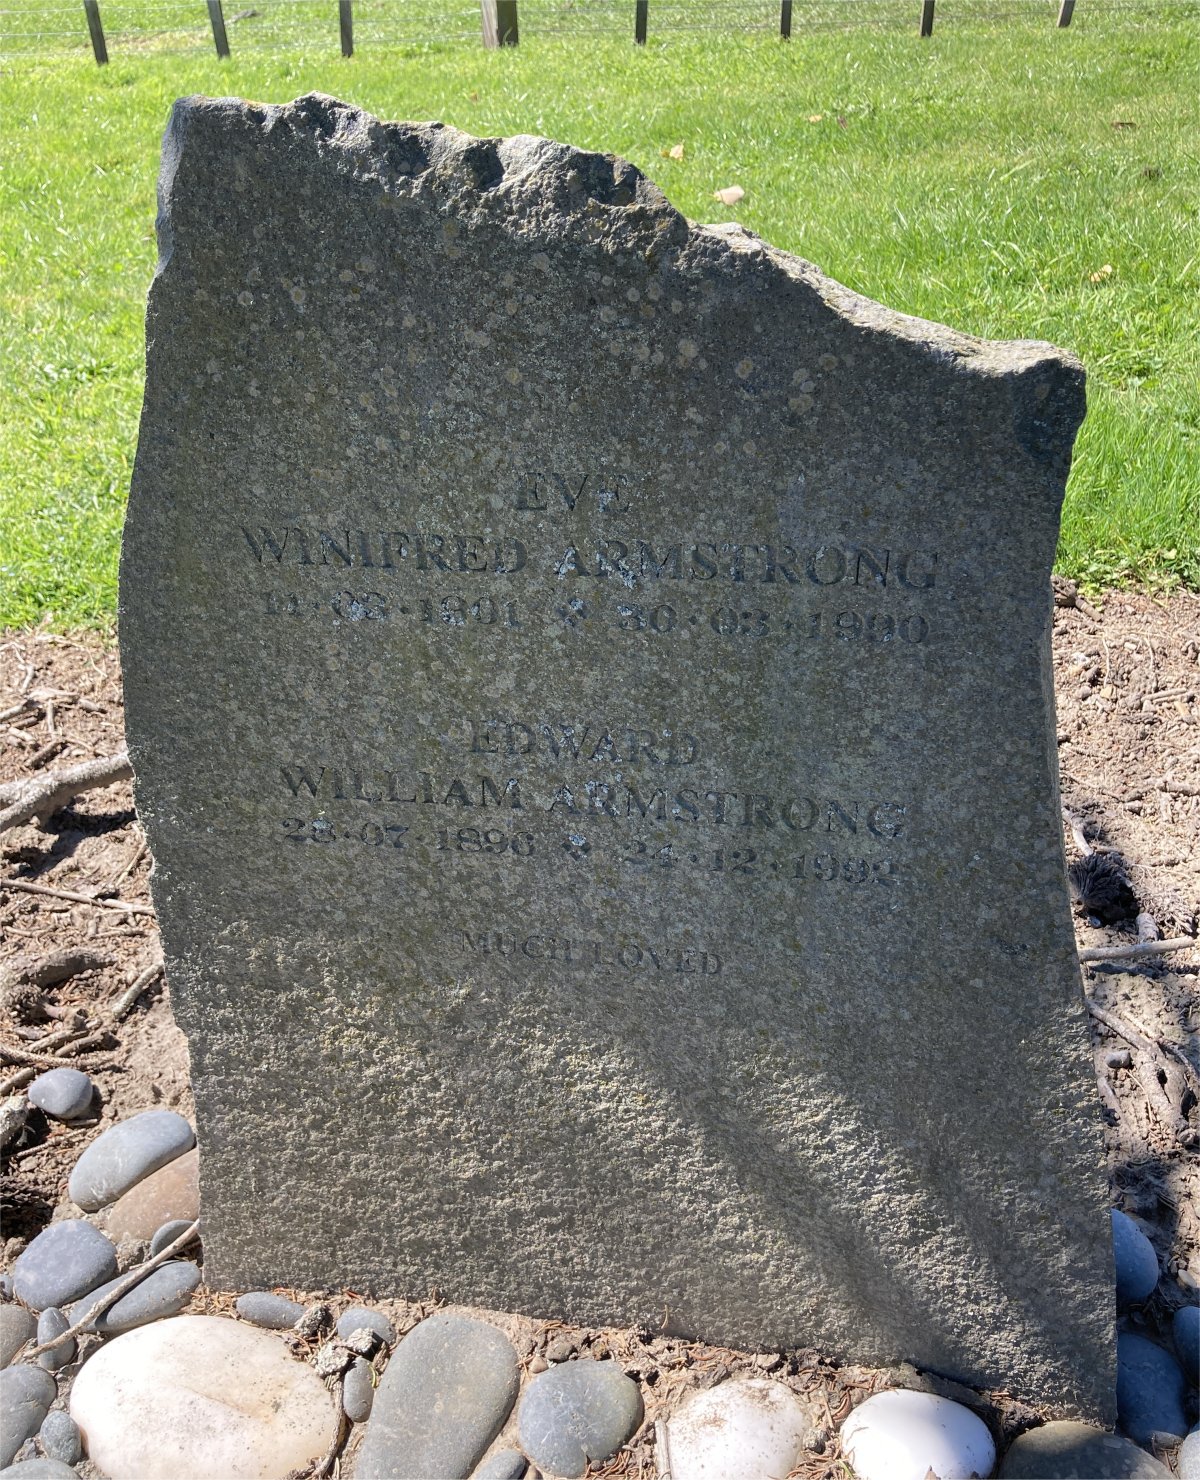 EVE
WINIFRED ARMSTRONG
11·03·1901 30·03·1990
EDWARD
WILLIAM ARMSTRONG
28·07·1896 24·12·1992
MUCH LOVED